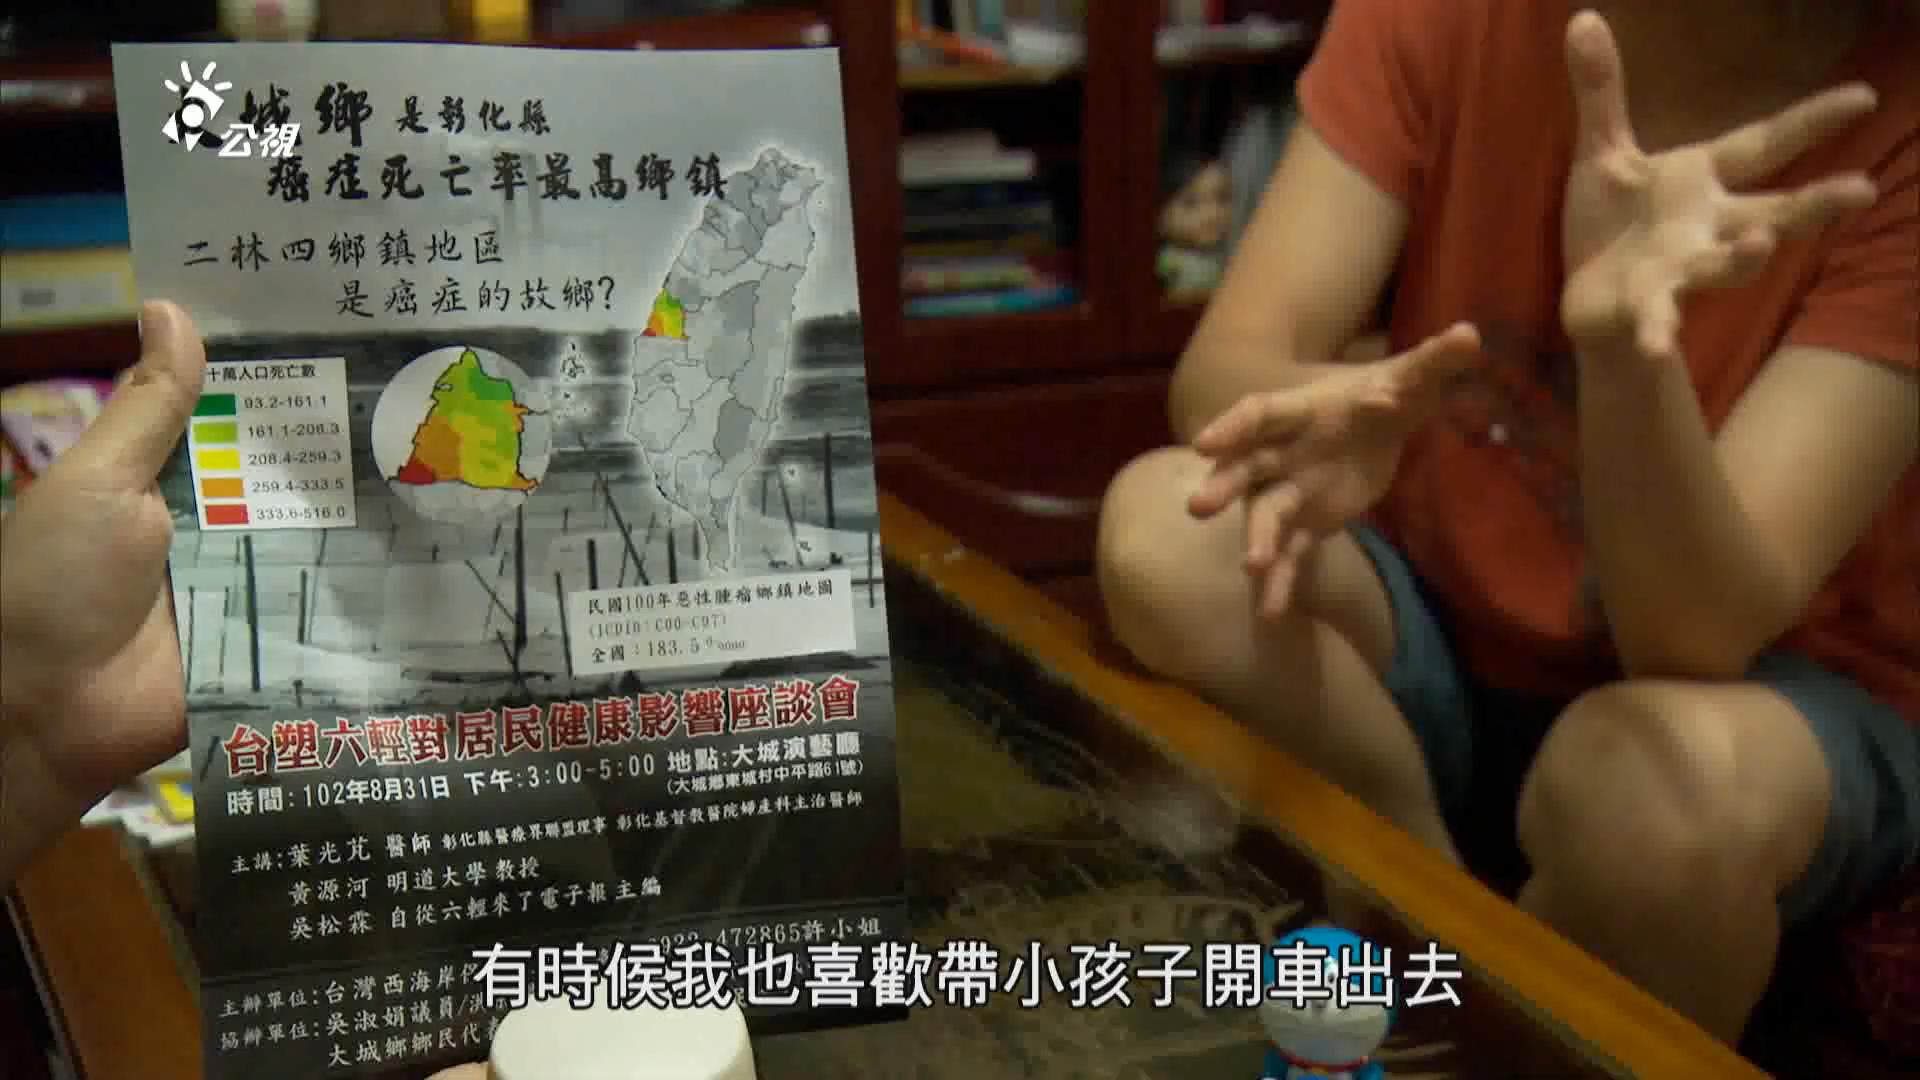 公視
城鄉是彰化縣
癌症死亡率最高鄉鎮
二林四鄉鎮地區
是癌症的故鄉?
十萬人口死亡數
93.2-161.1
161.1-208.3
208.4-259.3
259.4-333.5
333.6-516.0
民國100年惡性腫瘤鄉鎮地圖
(ICD10:C00-C97)
全國:183.5
台塑六輕對居民健康影響座談會
時間:102年8月31日 下午:3:00-5:00 地點:大城演藝廳
(大城鄉東城村中平路61號)
主講:葉光芃 醫師 彰化縣醫療界聯盟理事 彰化基督教醫院婦產科主治醫師
黃源河 明道大學教授
吳松霖 自從六輕來了電子報主編
472865許小姐
主辦單位:台灣西海岸
協辦單位:吳淑娟議員/洪
大城鄉鄉民代表
有時候我也喜歡帶小孩子開車出去